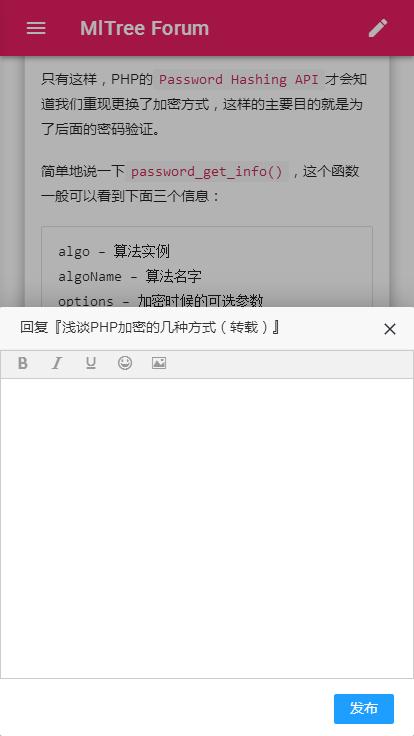 MlTree Forum
只有这样，PHP的 Password Hashing API 才会知
道我们重现更换了加密方式，这样的主要目的就是为
了后面的密码验证。
简单地说一下 password_get_info() ，这个函数
一般可以看到下面三个信息：
algo – 算法实例
algoName – 算法名字
options – 加密时候的可选参数
回复『浅谈PHP加密的几种方式（转载）』
B I U
发布